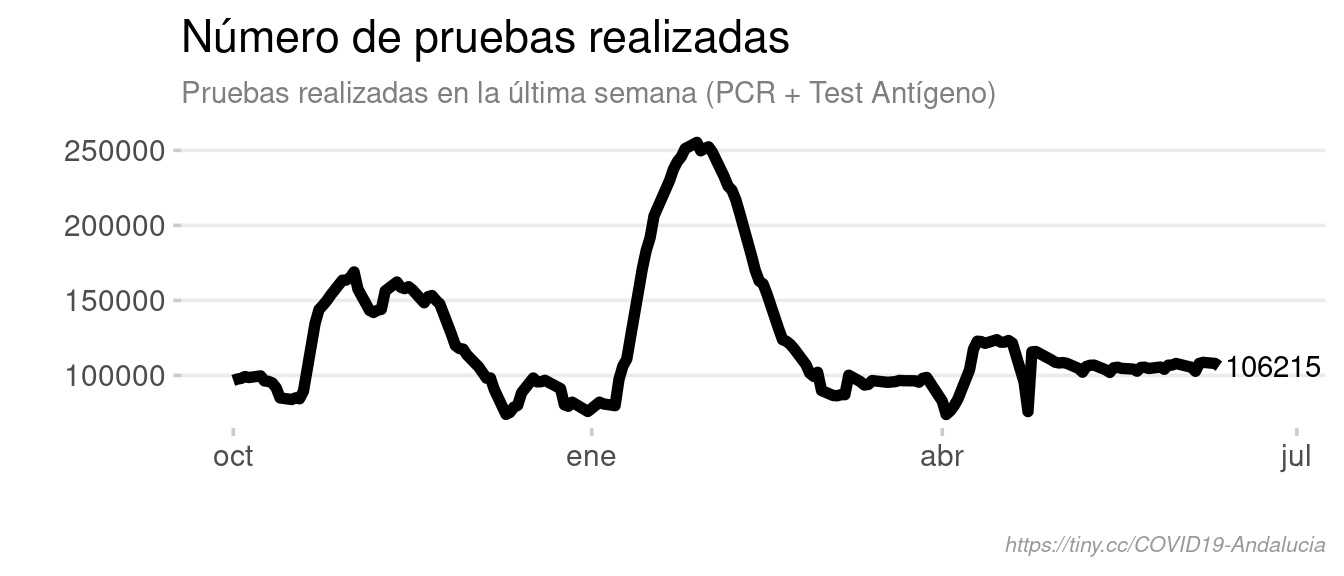 Número de pruebas realizadas
Pruebas realizadas en la última semana (PCR + Test Antígeno)
250000
200000
150000
100000
106215
oct ene abr jul
https://tiny.cc/COVID19-Andalucia